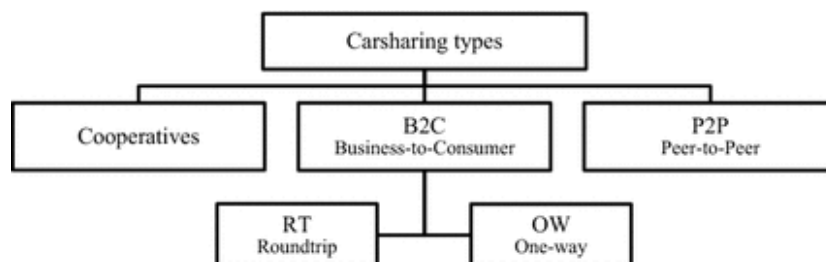 Carsharing types
Cooperatives
B2C
Business-to-Consumer
P2P
Peer-to-Peer
RT
Roundtrip
OW
One-way